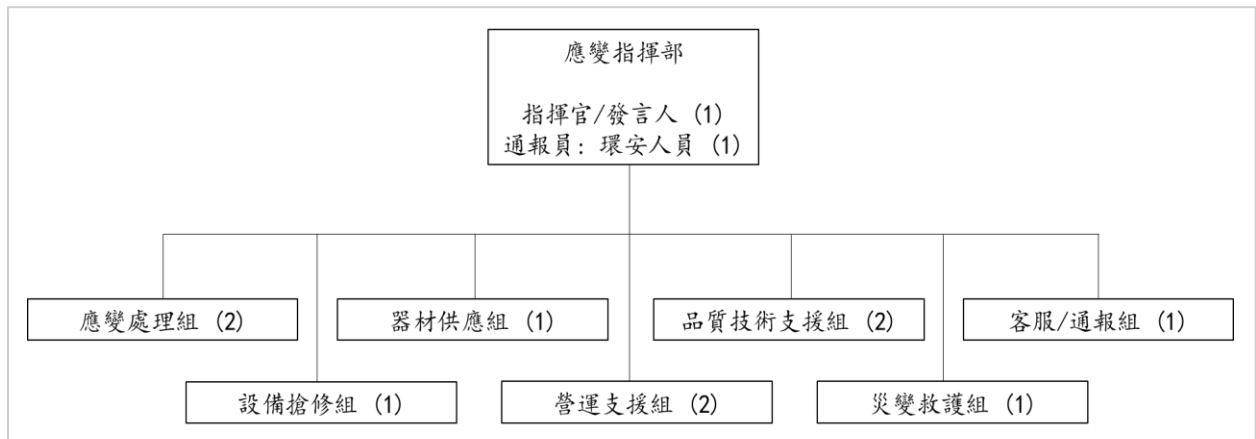 應變指揮部
指揮官/發言人 (1)
通報員: 環安人員 (1)
應變處理組 (2)
器材供應組 (1)
品質技術支援組 (2)
客服/通報組 (1)
設備搶修組 (1)
營運支援組 (2)
災變救護組 (1)